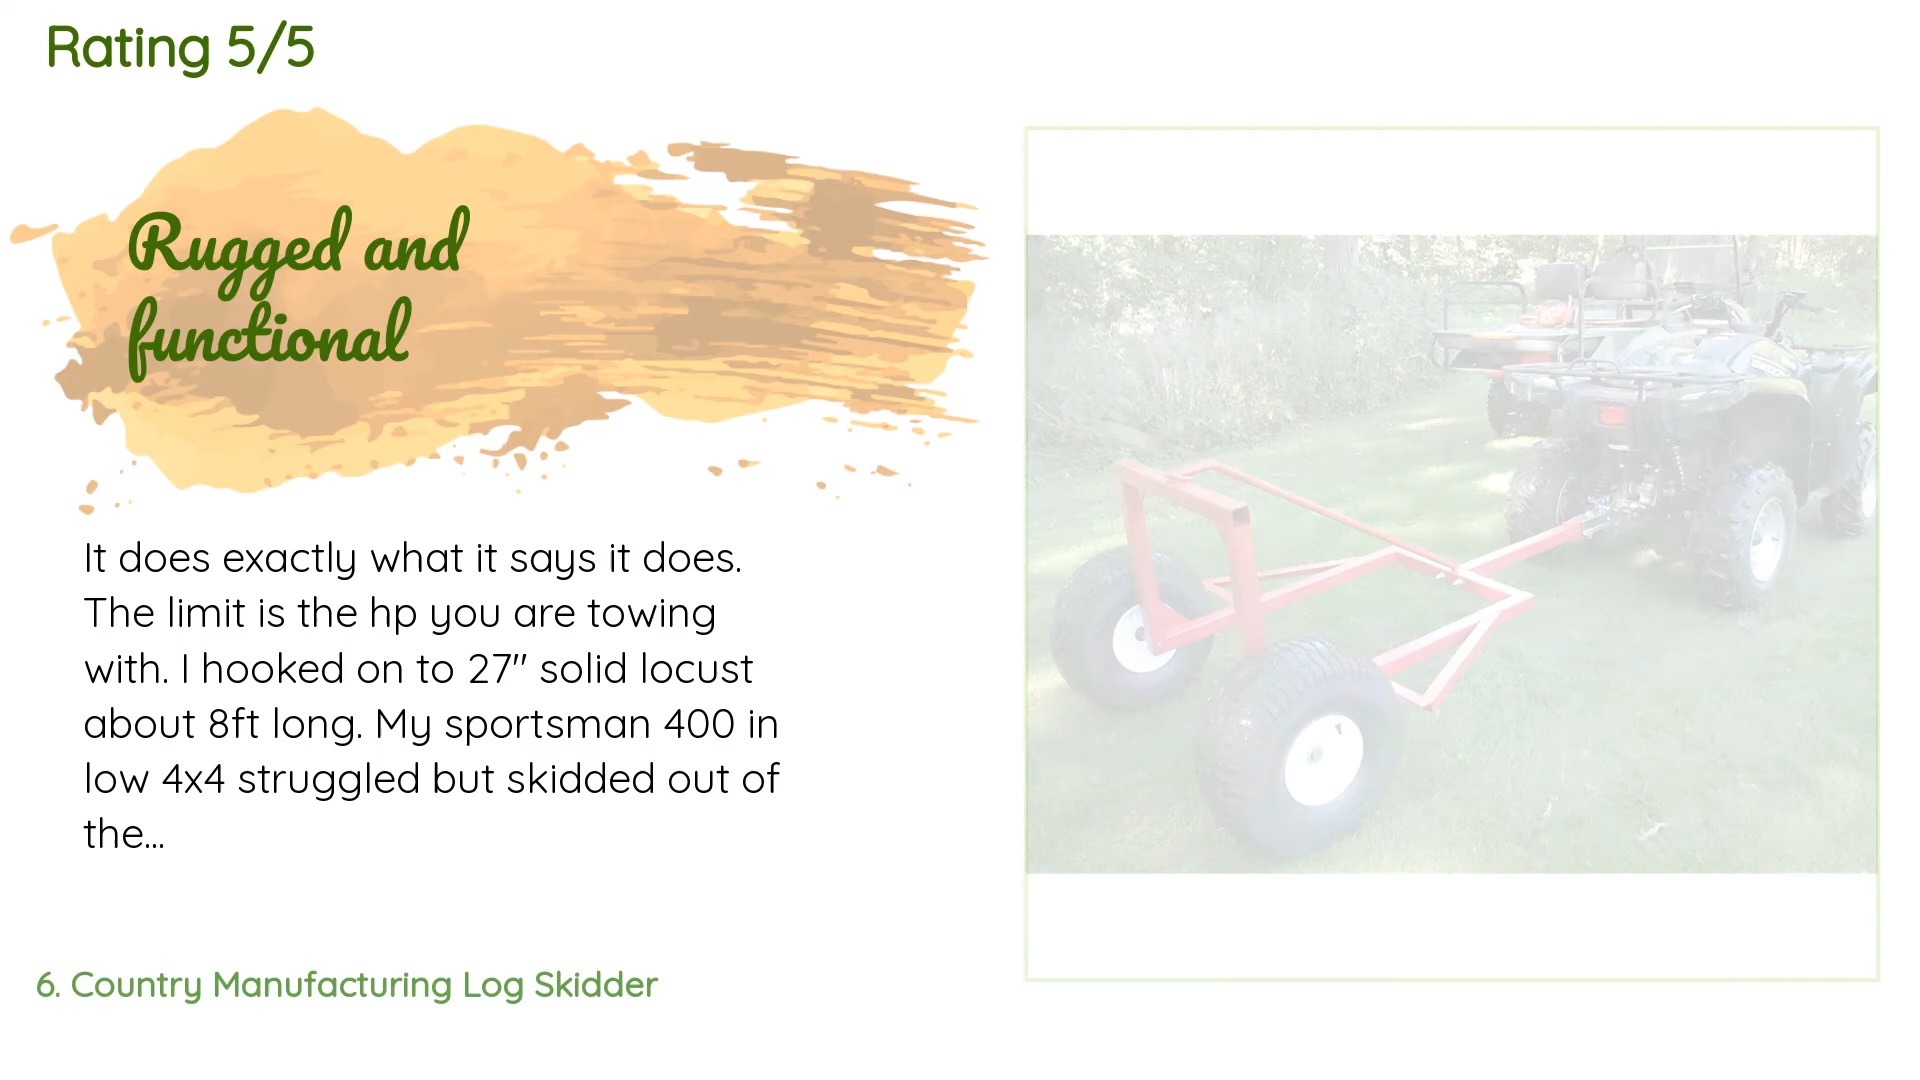 Rating 5/5
Rugged and
functional
It does exactly what it says it does.
The limit is the hp you are towing
with. I hooked on to 27" solid locust
about 8ft long. My sportsman 400 in
low 4x4 struggled but skidded out of
the...
6. Country Manufacturing Log Skidder